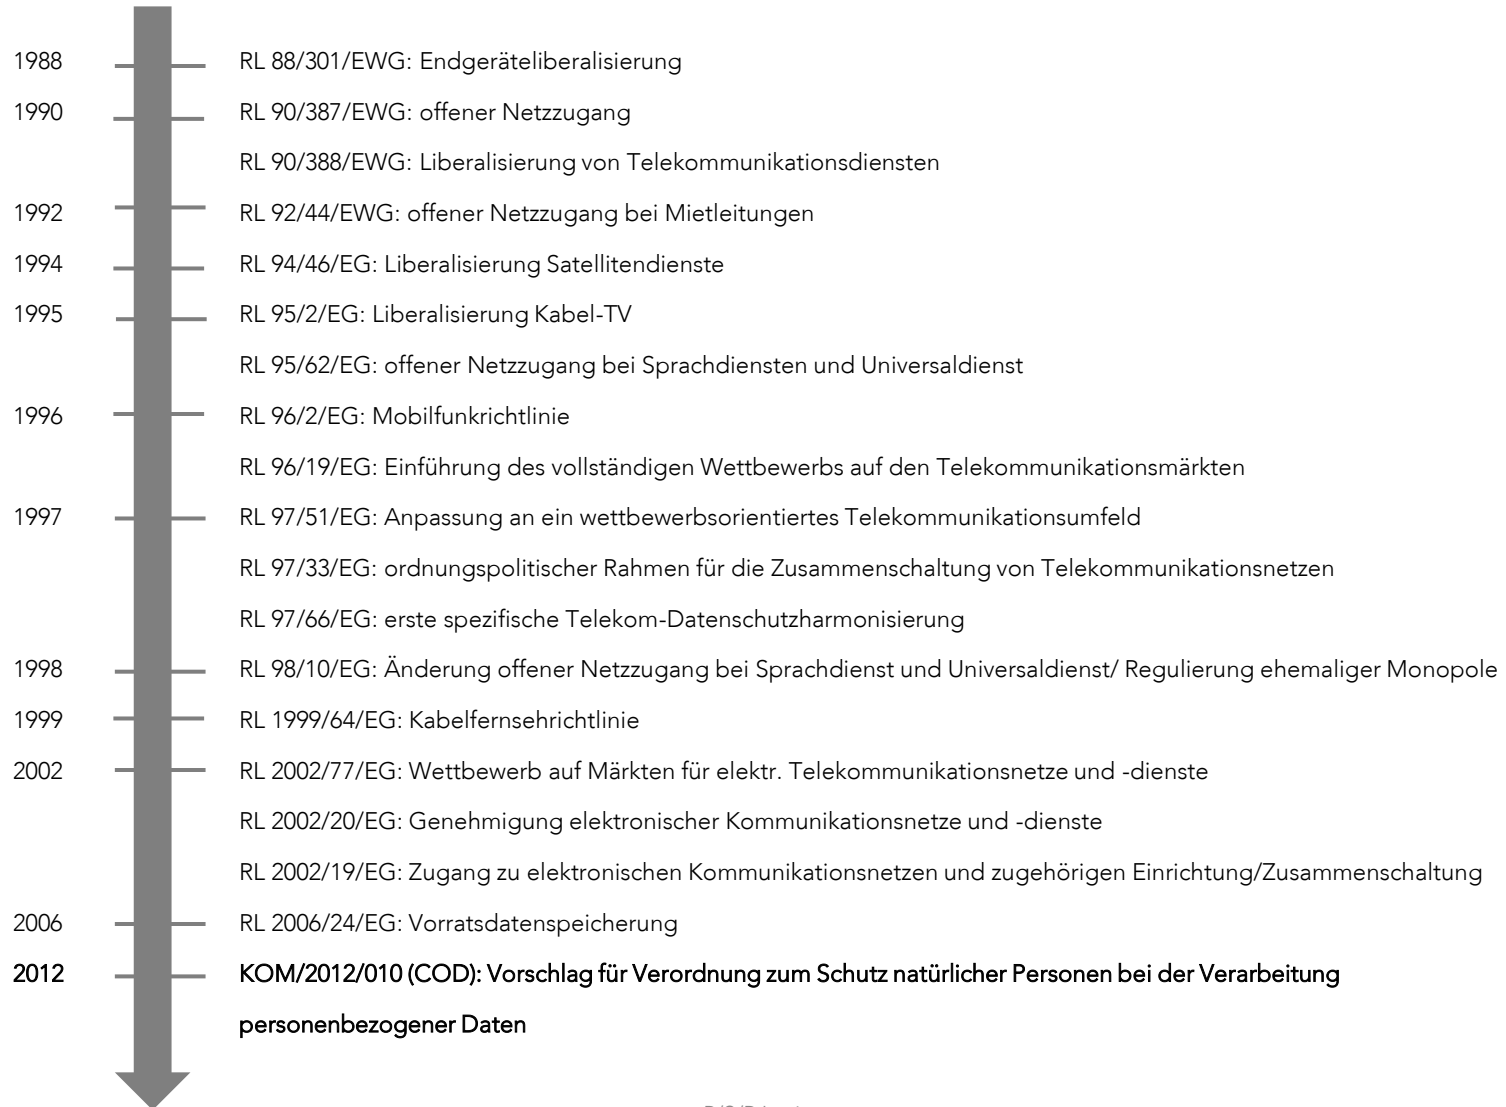 1988 RL 88/301/EWG: Endgeräteliberalisierung
1990 RL 90/387/EWG: offener Netzzugang
RL 90/388/EWG: Liberalisierung von Telekommunikationsdiensten
1992 RL 92/44/EWG: offener Netzzugang bei Mietleitungen
1994 RL 94/46/EG: Liberalisierung Satellitendienste
1995 RL 95/2/EG: Liberalisierung Kabel-TV
RL 95/62/EG: offener Netzzugang bei Sprachdiensten und Universaldienst
1996 RL 96/2/EG: Mobilfunkrichtlinie
RL 96/19/EG: Einführung des vollständigen Wettbewerbs auf den Telekommunikationsmärkten
1997 RL 97/51/EG: Anpassung an ein wettbewerbsorientiertes Telekommunikationsumfeld
RL 97/33/EG: ordnungspolitischer Rahmen für die Zusammenschaltung von Telekommunikationsnetzen
RL 97/66/EG: erste spezifische Telekom-Datenschutzharmonisierung
1998 RL 98/10/EG: Änderung offener Netzzugang bei Sprachdienst und Universaldienst/ Regulierung ehemaliger Monopole
1999 RL 1999/64/EG: Kabelfernsehrichtlinie
2002 RL 2002/77/EG: Wettbewerb auf Märkten für elektr. Telekommunikationsnetze und -dienste
RL 2002/20/EG: Genehmigung elektronischer Kommunikationsnetze und -dienste
RL 2002/19/EG: Zugang zu elektronischen Kommunikationsnetzen und zugehörigen Einrichtung/Zusammenschaltung
2006 RL 2006/24/EG: Vorratsdatenspeicherung
2012 KOM/2012/010 (COD): Vorschlag für Verordnung zum Schutz natürlicher Personen bei der Verarbeitung
personenbezogener Daten